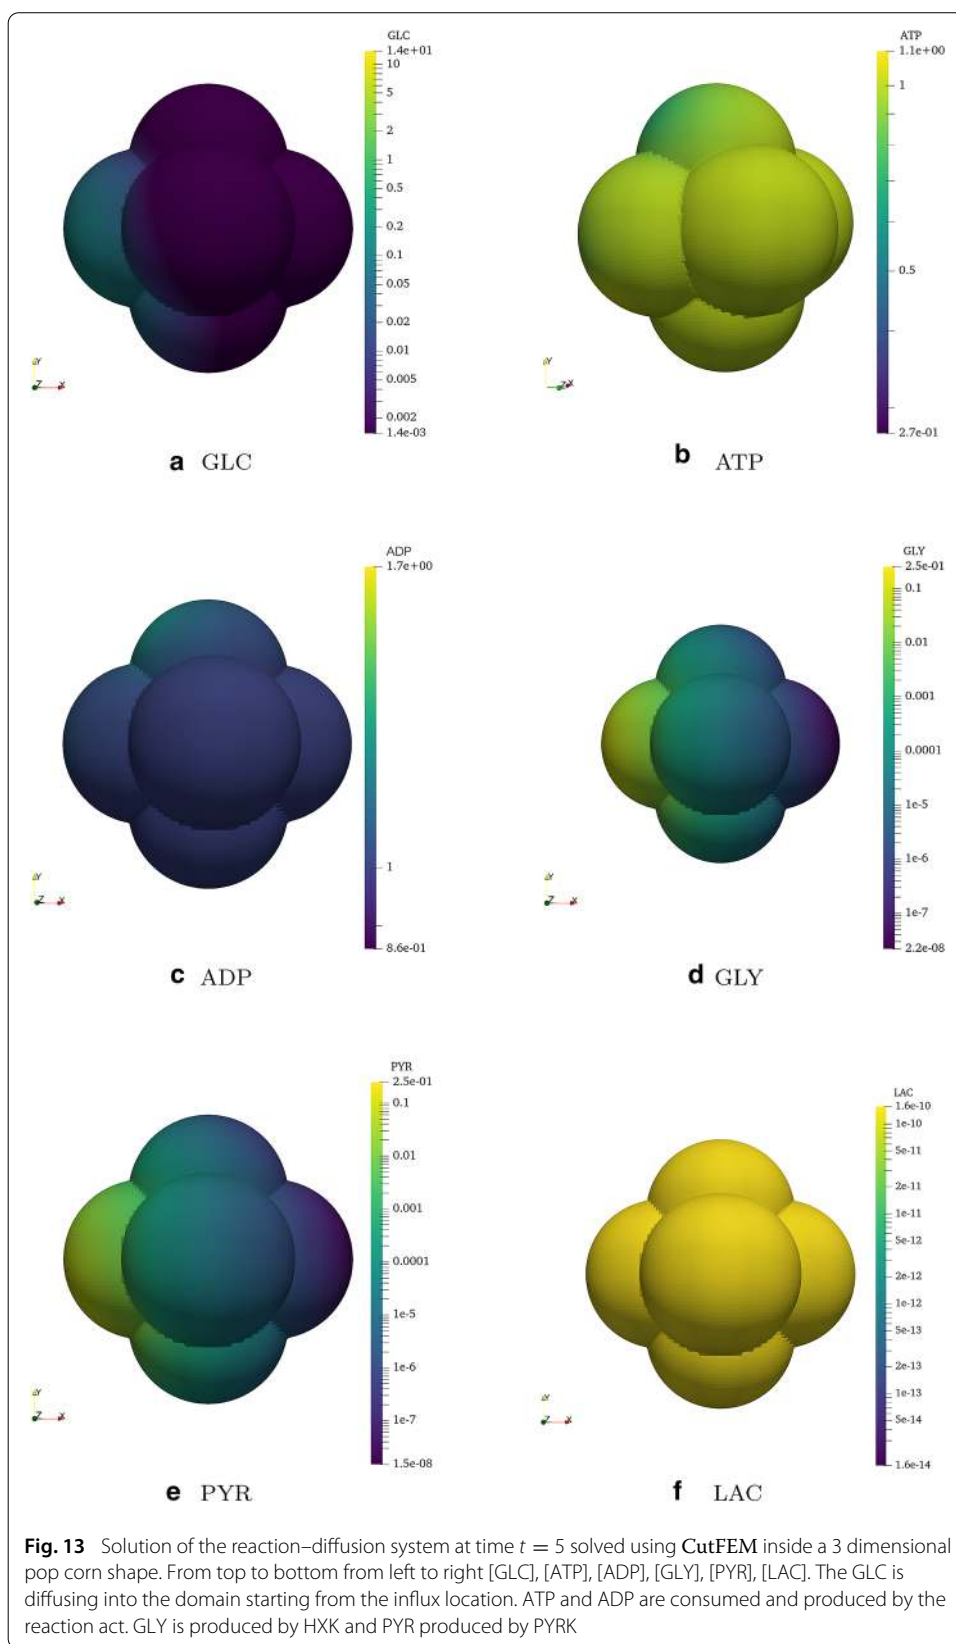 GLC
1.4e+01
10
5
2
1
0.5
0.2
0.1
0.05
0.02
0.01
0.005
0.002
1.4e-03
Y
Z X
a GLC
ATP
1.1e+00
1
0.5
2.7e-01
Y
Z X
b ATP
ADP
1.7e+00
1
8.6e-01
Y
Z X
c ADP
GLY
2.5e-01
0.1
0.01
0.001
0.0001
1e-5
1e-6
1e-7
2.2e-08
Y
Z X
d GLY
PYR
2.5e-01
0.1
0.01
0.001
0.0001
1e-5
1e-6
1e-7
1.5e-08
Y
Z X
e PYR
LAC
1.6e-10
1e-10
5e-11
2e-11
1e-11
5e-12
2e-12
1e-12
5e-13
2e-13
1e-13
5e-14
1.6e-14
Y
Z X
f LAC
Fig. 13 Solution of the reaction–diffusion system at time t = 5 solved using CutFEM inside a 3 dimensional
pop corn shape. From top to bottom from left to right [GLC], [ATP], [ADP], [GLY], [PYR], [LAC]. The GLC is
diffusing into the domain starting from the influx location. ATP and ADP are consumed and produced by the
reaction act. GLY is produced by HXK and PYR produced by PYRK